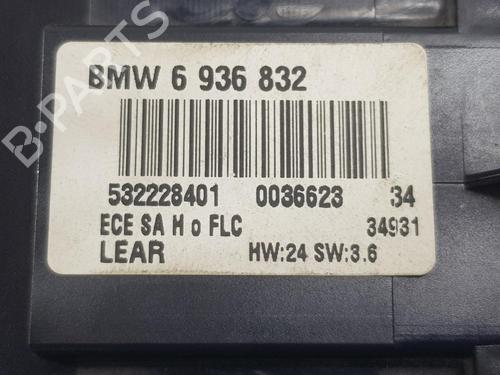 BMW 6 936 832
532228401 0036623 34
ECE SA H o FLC 34931
LEAR HW:24 SW:3.6
B-PARTS